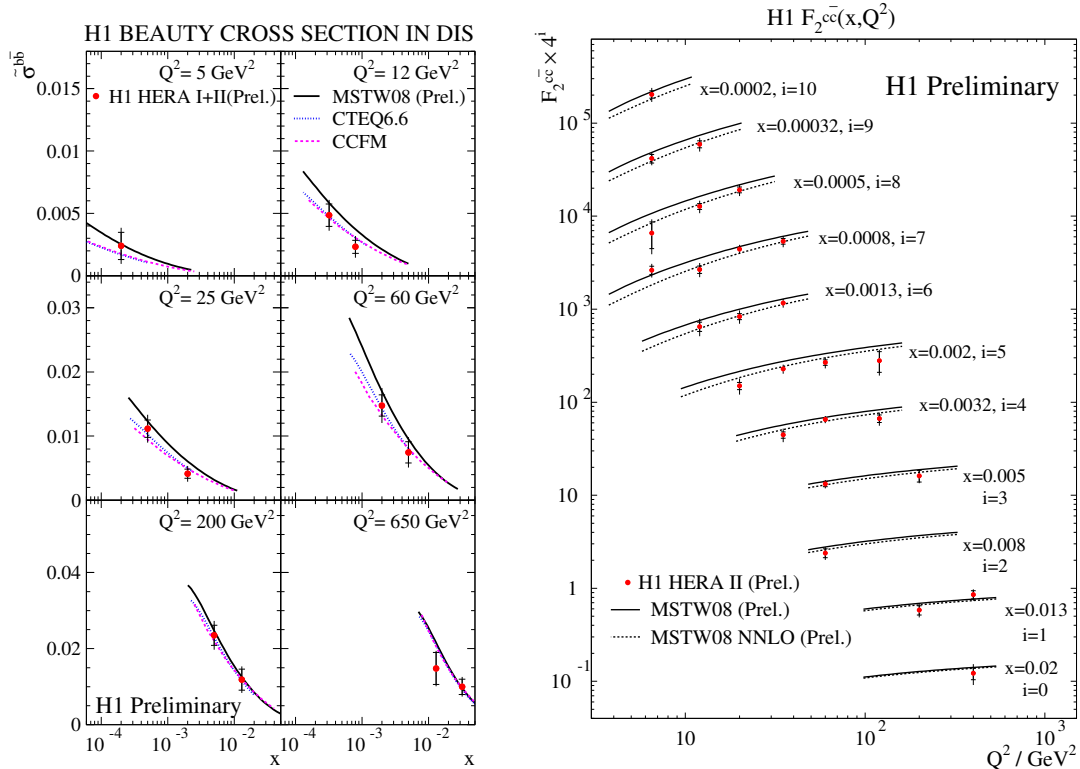 H1 BEAUTY CROSS SECTION IN DIS
σ̃ᵇᵇ̄
Q²= 5 GeV²
Q²= 12 GeV²
H1 HERA I+II(Prel.)
MSTW08 (Prel.)
CTEQ6.6
CCFM
0.015
0.01
0.005
0
Q²= 25 GeV²
Q²= 60 GeV²
0.03
0.02
0.01
0
Q²= 200 GeV²
Q²= 650 GeV²
0.04
0.02
0
H1 Preliminary
10⁻⁴ 10⁻³ 10⁻² 10⁻⁴ 10⁻³ 10⁻²
x x
H1 F₂ᶜᶜ̄(x,Q²)
F₂ᶜᶜ̄ × 4ⁱ
H1 Preliminary
10⁵
10⁴
10³
10²
10
1
10⁻¹
x=0.0002, i=10
x=0.00032, i=9
x=0.0005, i=8
x=0.0008, i=7
x=0.0013, i=6
x=0.002, i=5
x=0.0032, i=4
x=0.005
i=3
x=0.008
i=2
x=0.013
i=1
x=0.02
i=0
H1 HERA II (Prel.)
MSTW08 (Prel.)
MSTW08 NNLO (Prel.)
10 10² 10³
Q² / GeV²